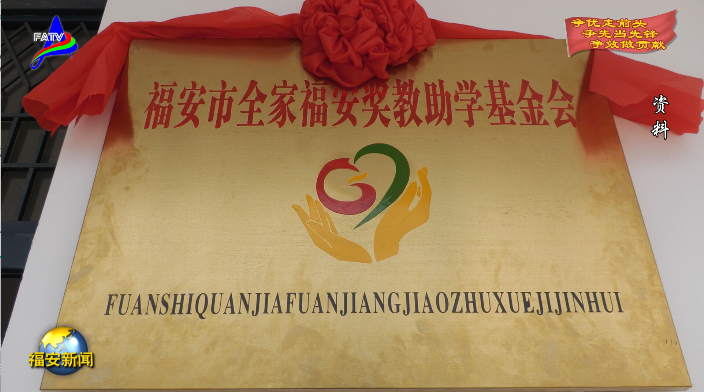 FATV
争优走前头
争先当先锋
争效做贡献
资料
福安市全家福安奖教助学基金会
FUANSHIQUANJIAFUANJIANGJIAOZHUXUEJIJINHUI
福安新闻